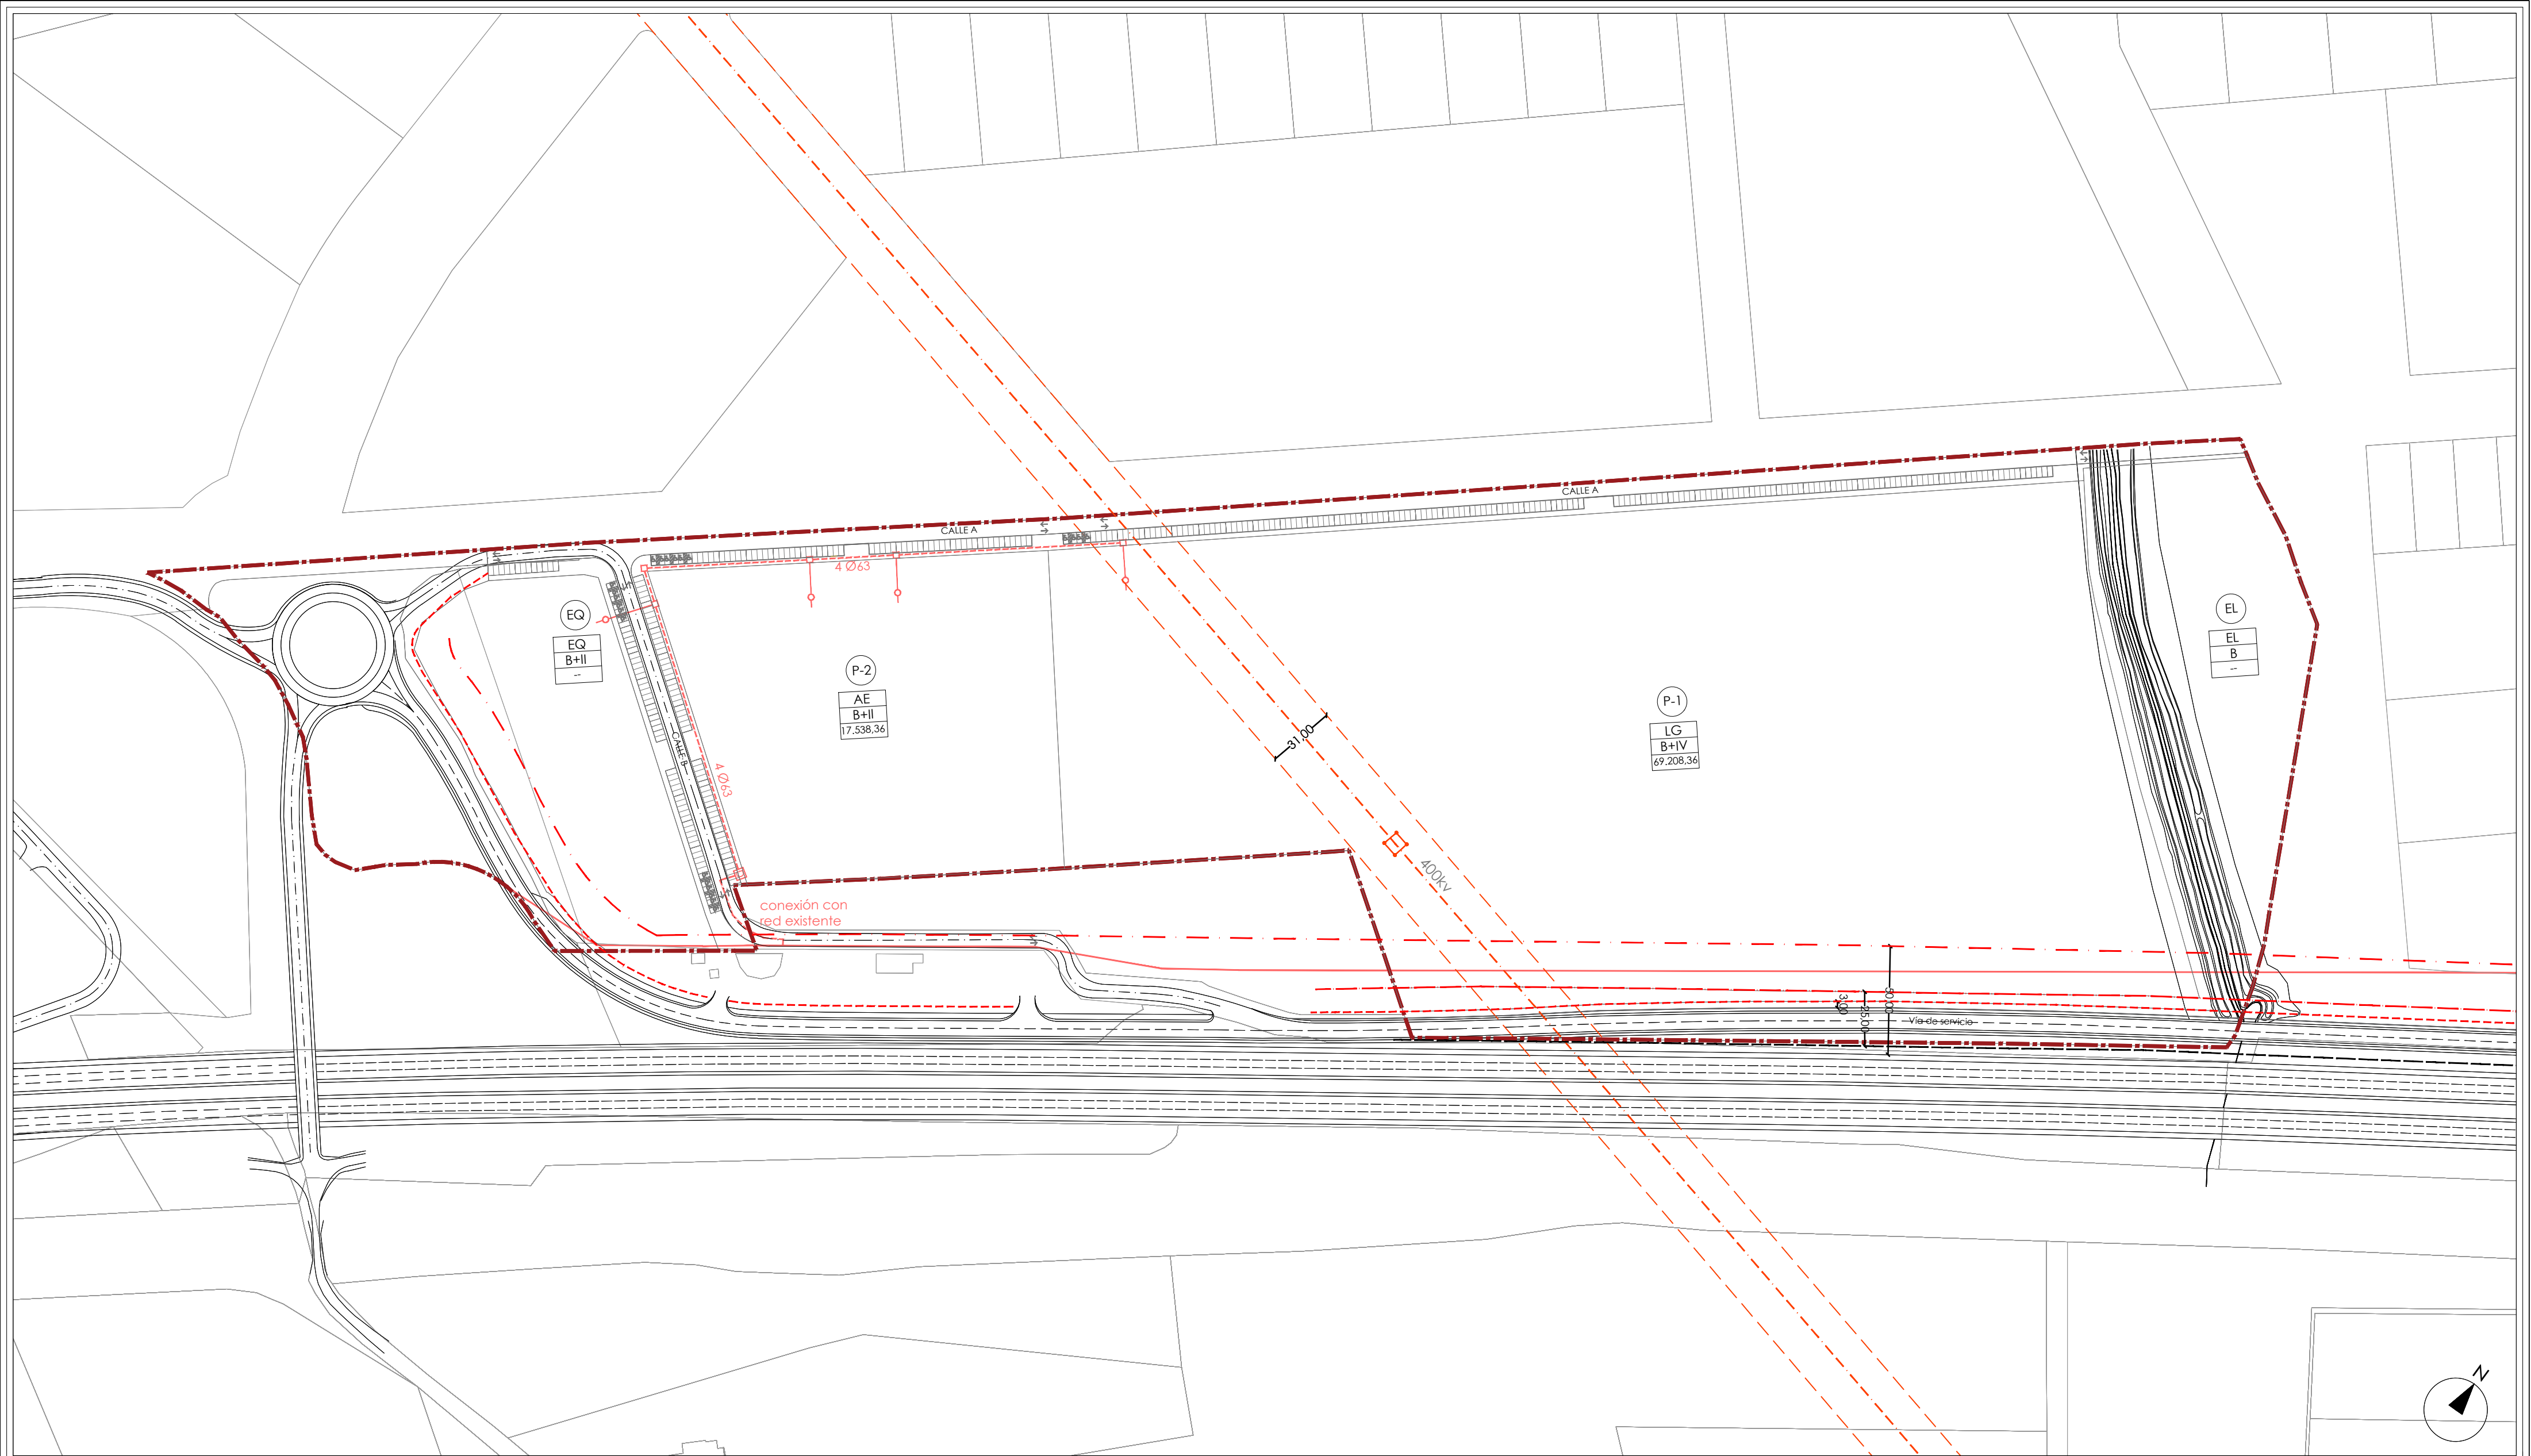 CALLE A
CALLE A
4 Ø63
EQ
EQ
B+II
--
P-2
AE
B+II
17.538,36
CALLE B
4 Ø63
EL
EL
B
--
P-1
LG
B+IV
69.208,36
31,00
400kv
conexión con
red existente
3,00
25,00
50,00
Vía de servicio
N